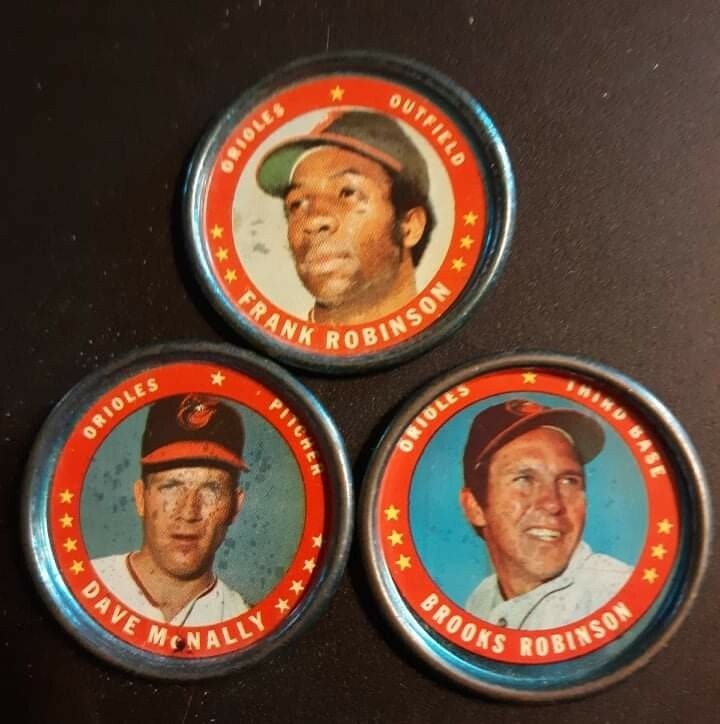 ORIOLES ★ OUTFIELD
FRANK ROBINSON
ORIOLES ★ PITCHER
DAVE McNALLY
ORIOLES ★ THIRD BASE
BROOKS ROBINSON